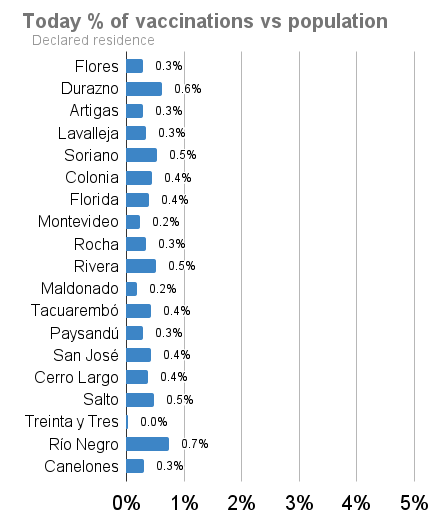 Today % of vaccinations vs population
Declared residence
Flores 0.3%
Durazno 0.6%
Artigas 0.3%
Lavalleja 0.3%
Soriano 0.5%
Colonia 0.4%
Florida 0.4%
Montevideo 0.2%
Rocha 0.3%
Rivera 0.5%
Maldonado 0.2%
Tacuarembó 0.4%
Paysandú 0.3%
San José 0.4%
Cerro Largo 0.4%
Salto 0.5%
Treinta y Tres 0.0%
Río Negro 0.7%
Canelones 0.3%
0% 1% 2% 3% 4% 5%